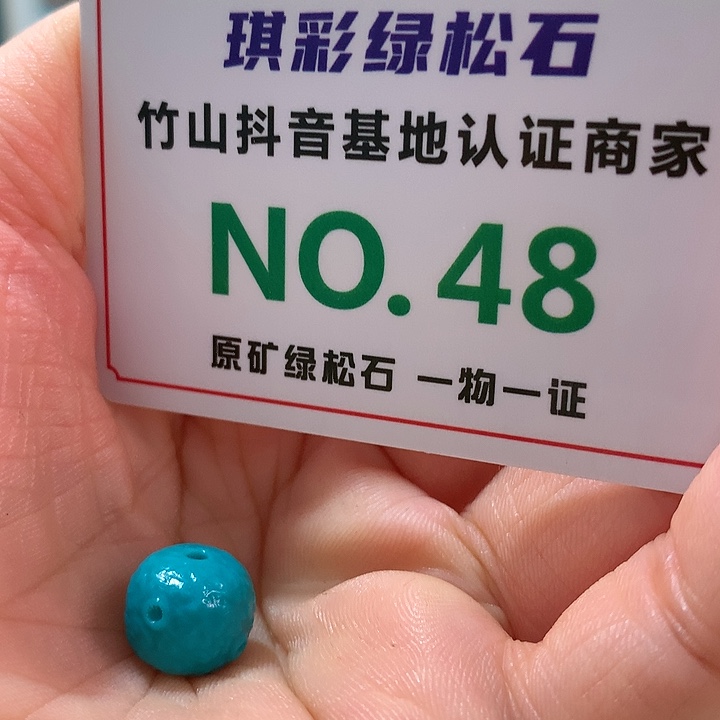 琪彩绿松石
竹山抖音基地认证商家
NO.48
原矿绿松石 一物一证